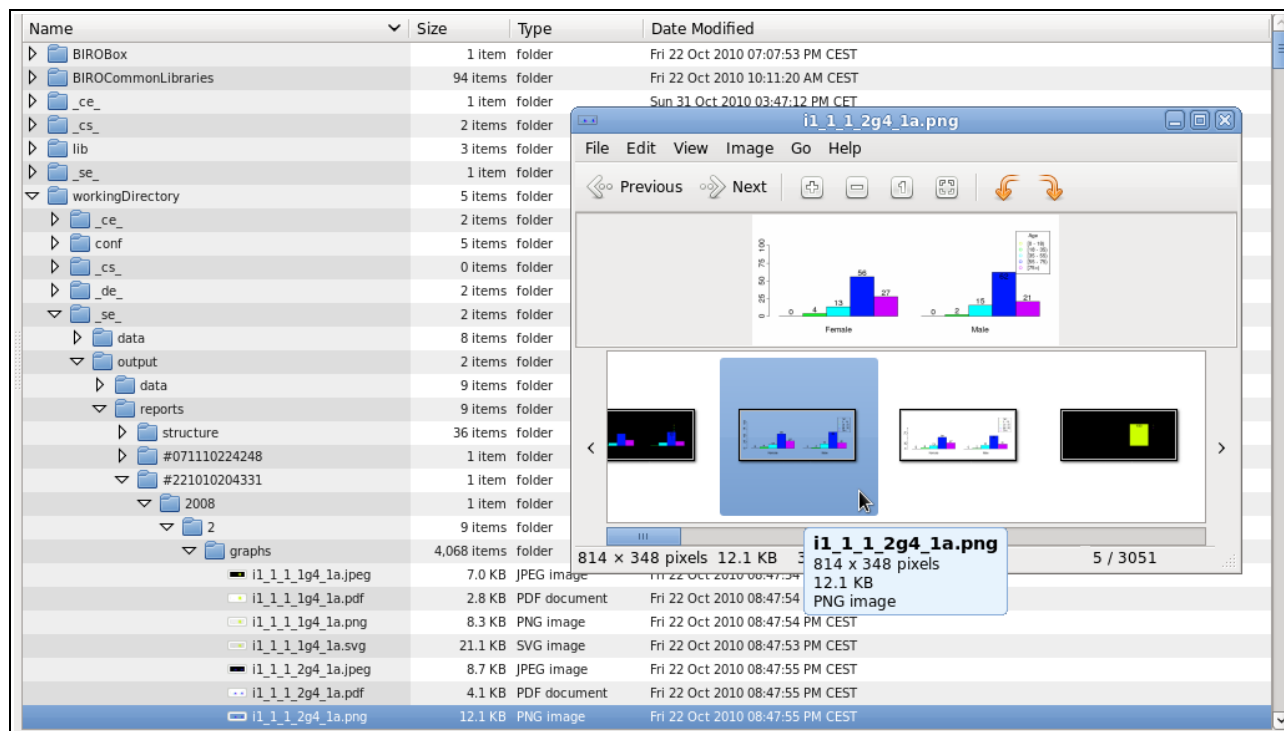 Name Size Type Date Modified
BIROBox 1 item folder Fri 22 Oct 2010 07:07:53 PM CEST
BIROCommonLibraries 94 items folder Fri 22 Oct 2010 10:11:20 AM CEST
_ce_ 1 item folder Sun 31 Oct 2010 03:47:12 PM CET
_cs_ 2 items folder
lib 3 items folder
_se_ 1 item folder
workingDirectory 5 items folder
_ce_ 2 items folder
conf 5 items folder
_cs_ 0 items folder
_de_ 2 items folder
_se_ 2 items folder
data 8 items folder
output 2 items folder
data 9 items folder
reports 9 items folder
structure 36 items folder
#071110224248 1 item folder
#221010204331 1 item folder
2008 1 item folder
2 9 items folder
graphs 4,068 items folder
i1_1_1_1g4_1a.jpeg 7.0 KB JPEG image Fri 22 Oct 2010 08:47:54
i1_1_1_1g4_1a.pdf 2.8 KB PDF document Fri 22 Oct 2010 08:47:54
i1_1_1_1g4_1a.png 8.3 KB PNG image Fri 22 Oct 2010 08:47:54 PM CEST
i1_1_1_1g4_1a.svg 21.1 KB SVG image Fri 22 Oct 2010 08:47:53 PM CEST
i1_1_1_2g4_1a.jpeg 8.7 KB JPEG image Fri 22 Oct 2010 08:47:55 PM CEST
i1_1_1_2g4_1a.pdf 4.1 KB PDF document Fri 22 Oct 2010 08:47:55 PM CEST
i1_1_1_2g4_1a.png 12.1 KB PNG image Fri 22 Oct 2010 08:47:55 PM CEST
i1_1_1_2g4_1a.png
File Edit View Image Go Help
Previous Next
Age
100
75
50
25
0
0 4 13 56 27
0 2 15 21
Female Male
814 × 348 pixels 12.1 KB 5 / 3051
i1_1_1_2g4_1a.png
814 x 348 pixels
12.1 KB
PNG image